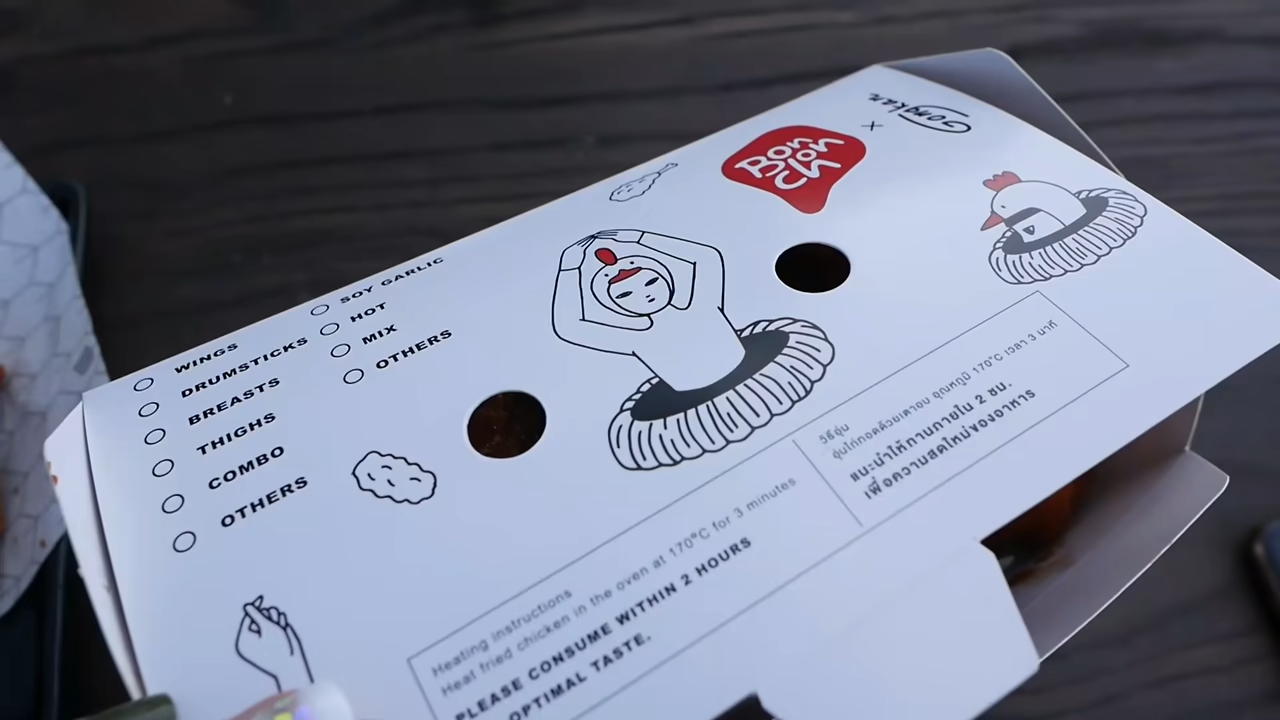 Bon
chon
x
Gongkan
WINGS
DRUMSTICKS
BREASTS
THIGHS
COMBO
OTHERS
SOY GARLIC
HOT
MIX
OTHERS
Heating instructions
Heat fried chicken in the oven at 170°C for 3 minutes
PLEASE CONSUME WITHIN 2 HOURS
OPTIMAL TASTE.
วิธีอุ่น
อุ่นไก่ทอดด้วยเตาอบ อุณหภูมิ 170°C เวลา 3 นาที
แนะนำให้ทานภายใน 2 ชม.
เพื่อความสดใหม่ของอาหาร